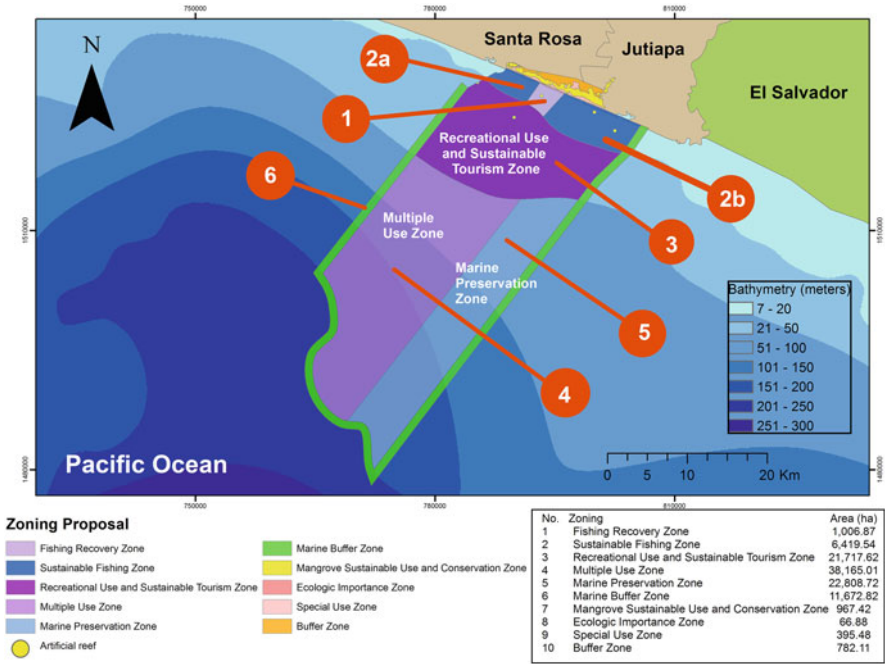 750000 780000 810000
N
Santa Rosa
Jutiapa
El Salvador
2a
1
Recreational Use
and Sustainable
Tourism Zone
6
2b
Multiple
Use Zone
3
1510000 1510000
Marine
Preservation
Zone
5
4
Bathymetry (meters)
7 - 20
21 - 50
51 - 100
101 - 150
151 - 200
201 - 250
251 - 300
Pacific Ocean
0 5 10 20 Km
1480000 1480000
750000 780000 810000
Zoning Proposal
Fishing Recovery Zone
Sustainable Fishing Zone
Recreational Use and Sustainable Tourism Zone
Multiple Use Zone
Marine Preservation Zone
Artificial reef
Marine Buffer Zone
Mangrove Sustainable Use and Conservation Zone
Ecologic Importance Zone
Special Use Zone
Buffer Zone
No. Zoning Area (ha)
1 Fishing Recovery Zone 1,006.87
2 Sustainable Fishing Zone 6,419.54
3 Recreational Use and Sustainable Tourism Zone 21,717.62
4 Multiple Use Zone 38,165.01
5 Marine Preservation Zone 22,808.72
6 Marine Buffer Zone 11,672.82
7 Mangrove Sustainable Use and Conservation Zone 967.42
8 Ecologic Importance Zone 66.88
9 Special Use Zone 395.48
10 Buffer Zone 782.11